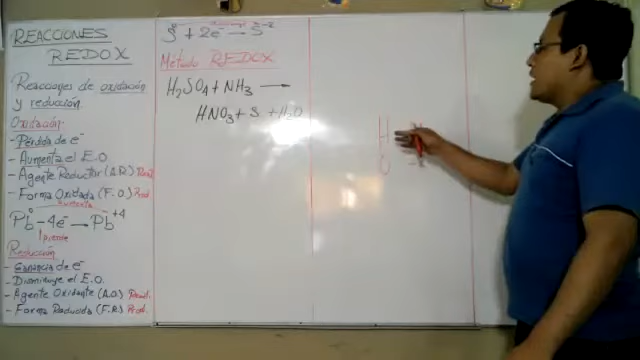 REACCIONES
REDOX
Reacciones de oxidación
y reducción
Oxidación:
- Pérdida de e⁻
- Aumenta el E.O.
- Agente Reductor (A.R) React.
- Forma Oxidada (F.O.) Prod.
Pb⁰ - 4e⁻ → Pb⁺⁴
Reducción:
- Ganancia de e⁻
- Disminuye el E.O.
- Agente Oxidante (A.O.) React.
- Forma Reducida (F.R.) Prod.
S⁰ + 2e⁻ → S⁻²
Método REDOX
H₂SO₄ + NH₃ →
HNO₃ + S + H₂O
H
O